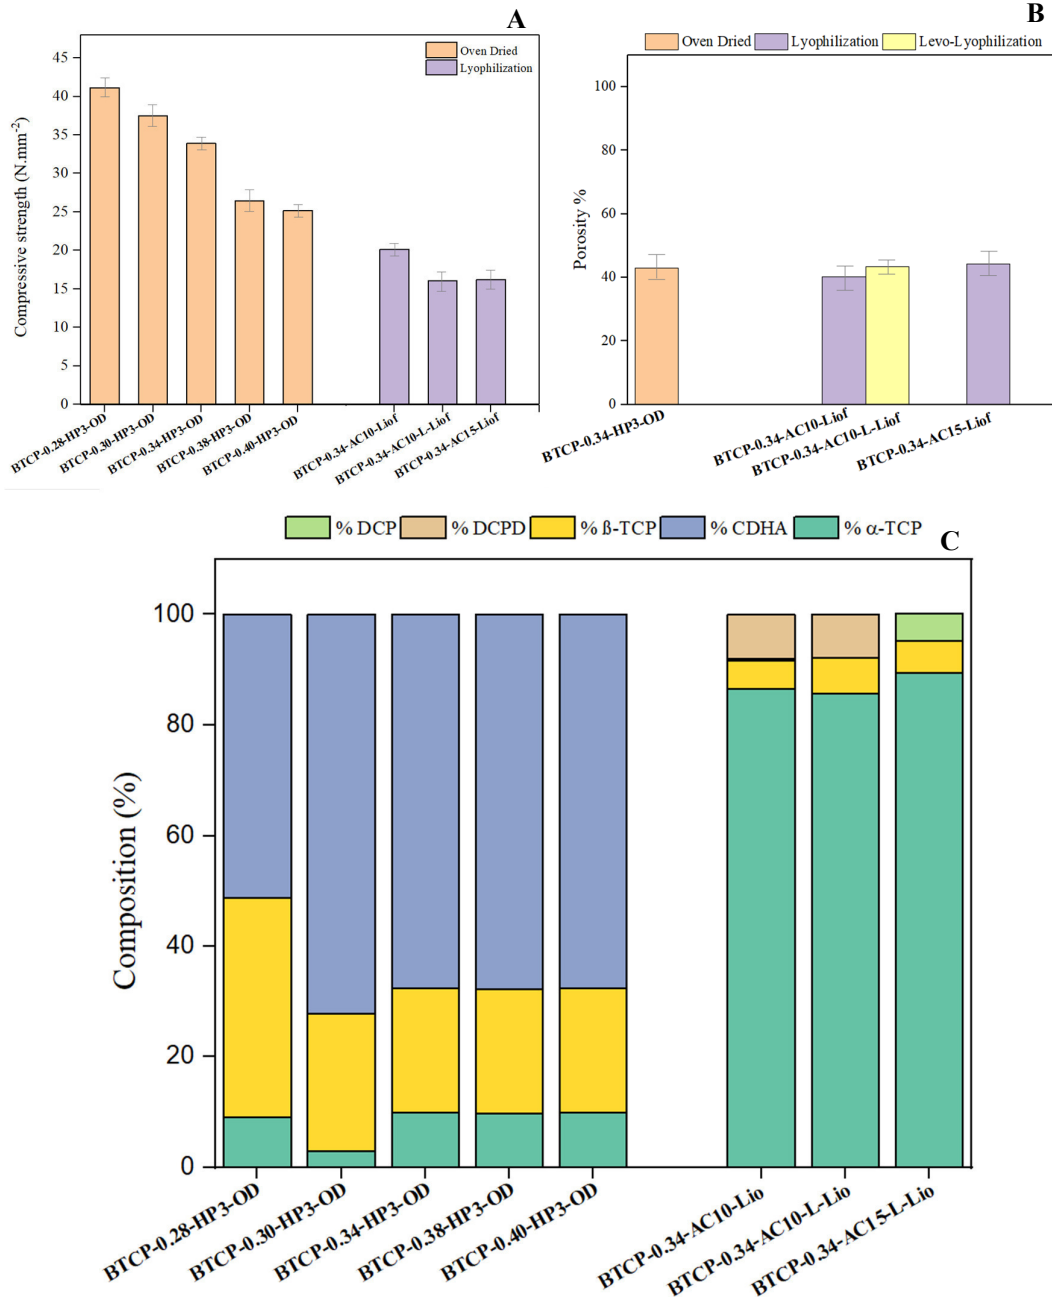 A
Oven Dried
Lyophilization
Compressive strength (N.mm-2)
45
40
35
30
25
20
15
10
5
0
BTCP-0.28-HP3-OD
BTCP-0.30-HP3-OD
BTCP-0.34-HP3-OD
BTCP-0.38-HP3-OD
BTCP-0.40-HP3-OD
BTCP-0.34-AC10-Liof
BTCP-0.34-AC10-L-Liof
BTCP-0.34-AC15-Liof
B
Oven Dried Lyophilization Levo-Lyophilization
Porosity %
100
80
60
40
20
0
BTCP-0.34-HP3-OD
BTCP-0.34-AC10-Liof
BTCP-0.34-AC10-L-Liof
BTCP-0.34-AC15-Liof
% DCP % DCPD % ß-TCP % CDHA % α-TCP
C
Composition (%)
100
80
60
40
20
0
BTCP-0.28-HP3-OD
BTCP-0.30-HP3-OD
BTCP-0.34-HP3-OD
BTCP-0.38-HP3-OD
BTCP-0.40-HP3-OD
BTCP-0.34-AC10-Lio
BTCP-0.34-AC10-L-Lio
BTCP-0.34-AC15-L-Lio